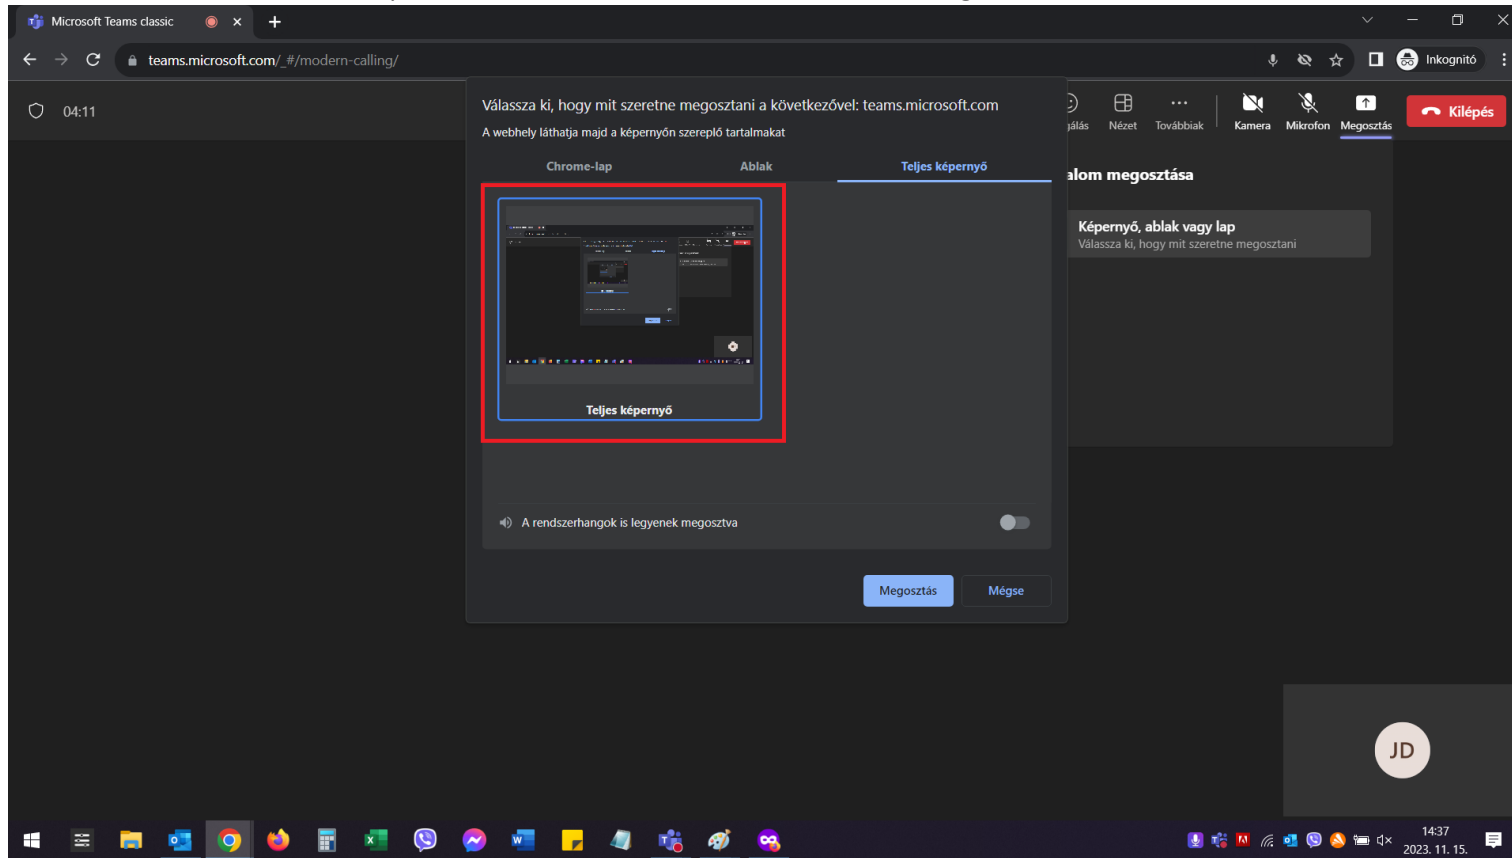 Microsoft Teams classic
teams.microsoft.com/_#/modern-calling/
Inkognitó
04:11
Válassza ki, hogy mit szeretne megosztani a következővel: teams.microsoft.com
A webhely láthatja majd a képernyőn szereplő tartalmakat
Chrome-lap
Ablak
Teljes képernyő
Nézet
Továbbiak
Kamera
Mikrofon
Megosztás
Kilépés
megosztása
Képernyő, ablak vagy lap
Válassza ki, hogy mit szeretne megosztani
Teljes képernyő
A rendszerhangok is legyenek megosztva
Megosztás
Mégse
JD
14:37
2023. 11. 15.